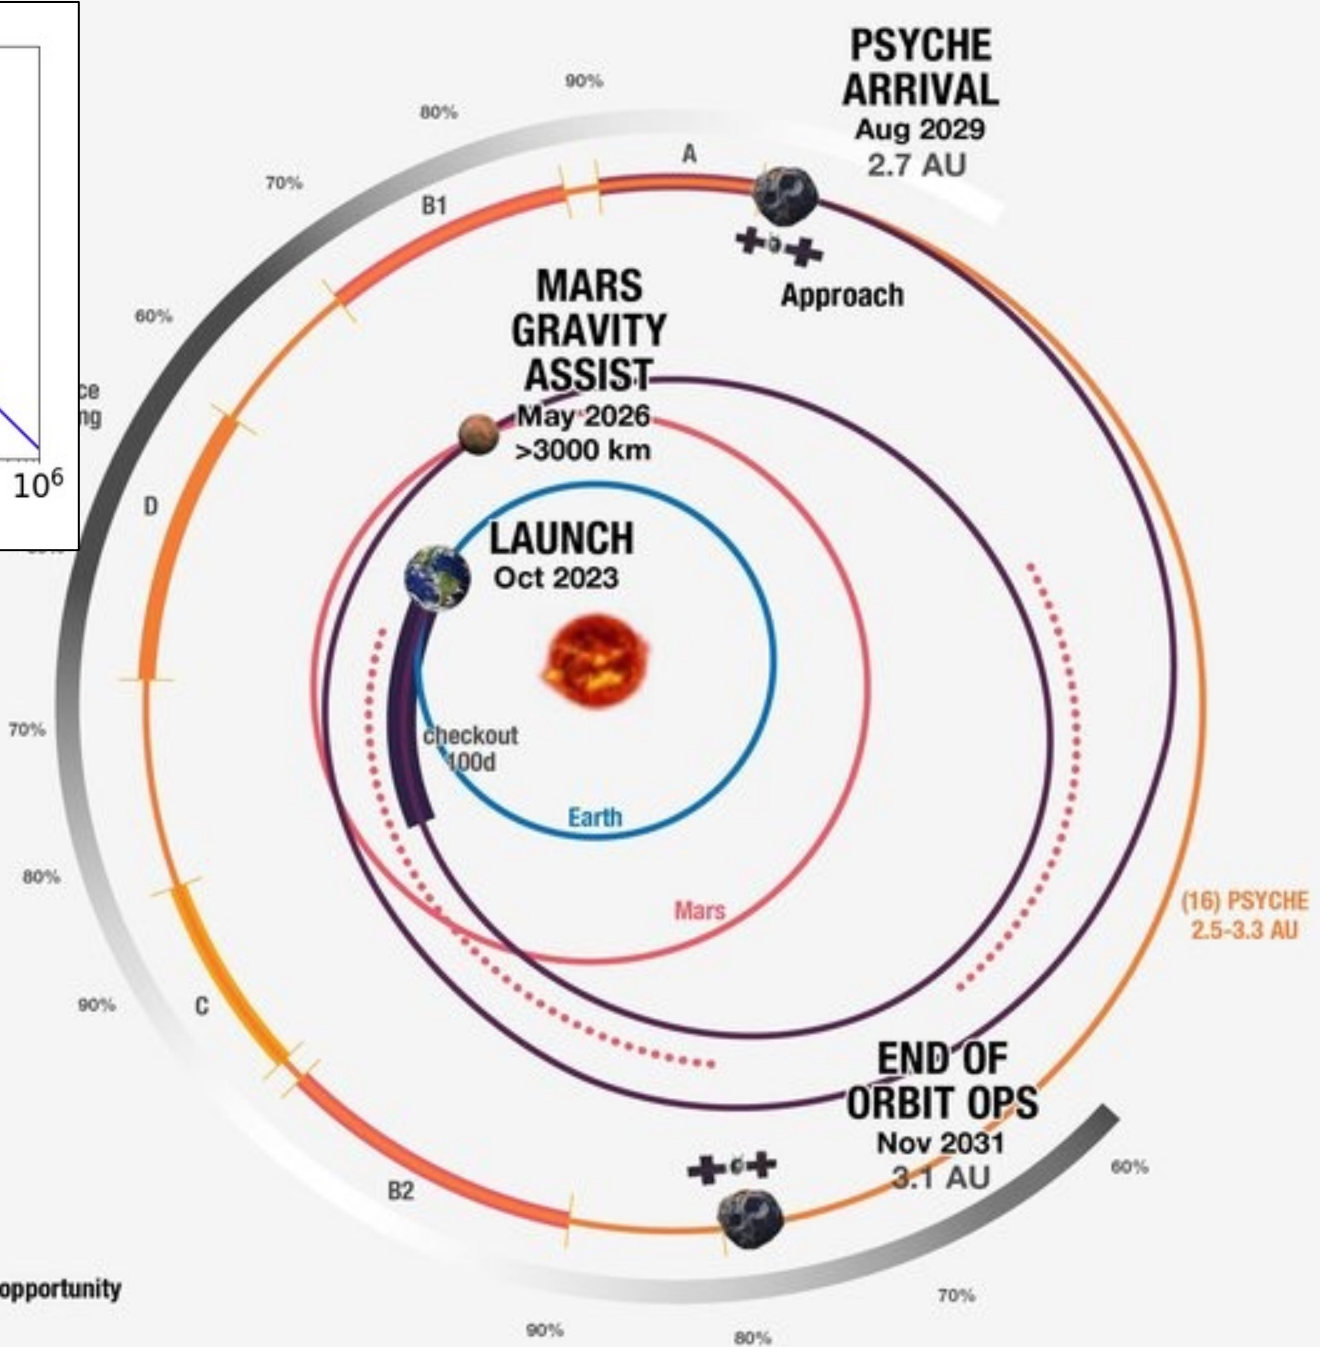 PSYCHE
ARRIVAL
Aug 2029
2.7 AU
90%
80%
A
70%
B1
Approach
MARS
GRAVITY
ASSIST
May 2026
>3000 km
60%
10⁶
D
LAUNCH
Oct 2023
70%
checkout
100d
Earth
80%
Mars
(16) PSYCHE
2.5-3.3 AU
90%
C
END OF
ORBIT OPS
Nov 2031
3.1 AU
60%
B2
opportunity
70%
90%
80%